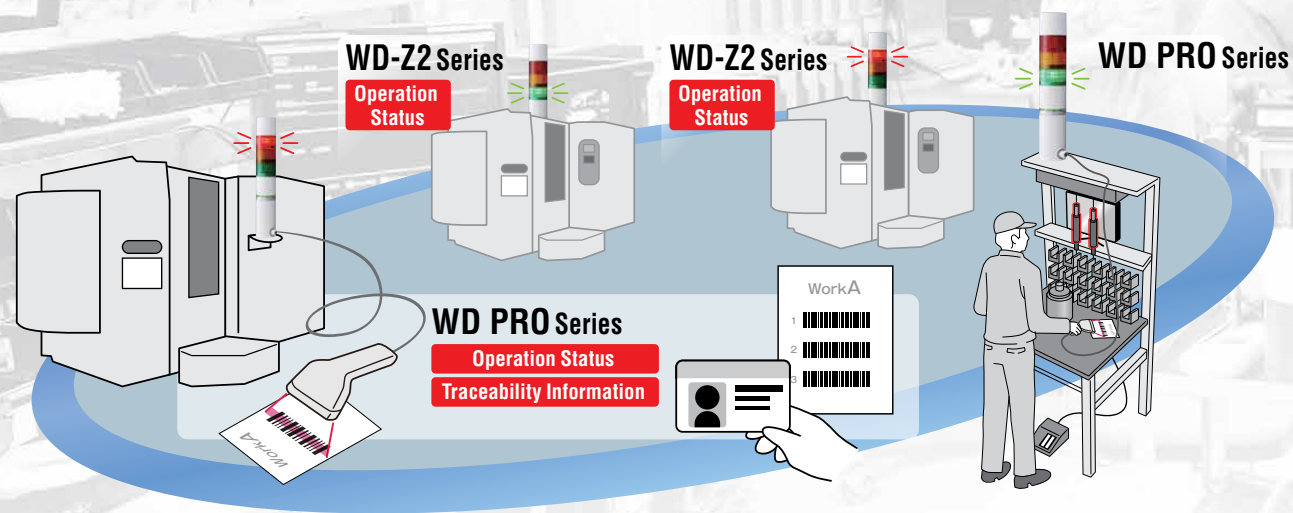 WD-Z2 Series
Operation
Status
WD-Z2 Series
Operation
Status
WD PRO Series
WD PRO Series
Operation Status
Traceability Information
WorkA
1
2
3
WorkA